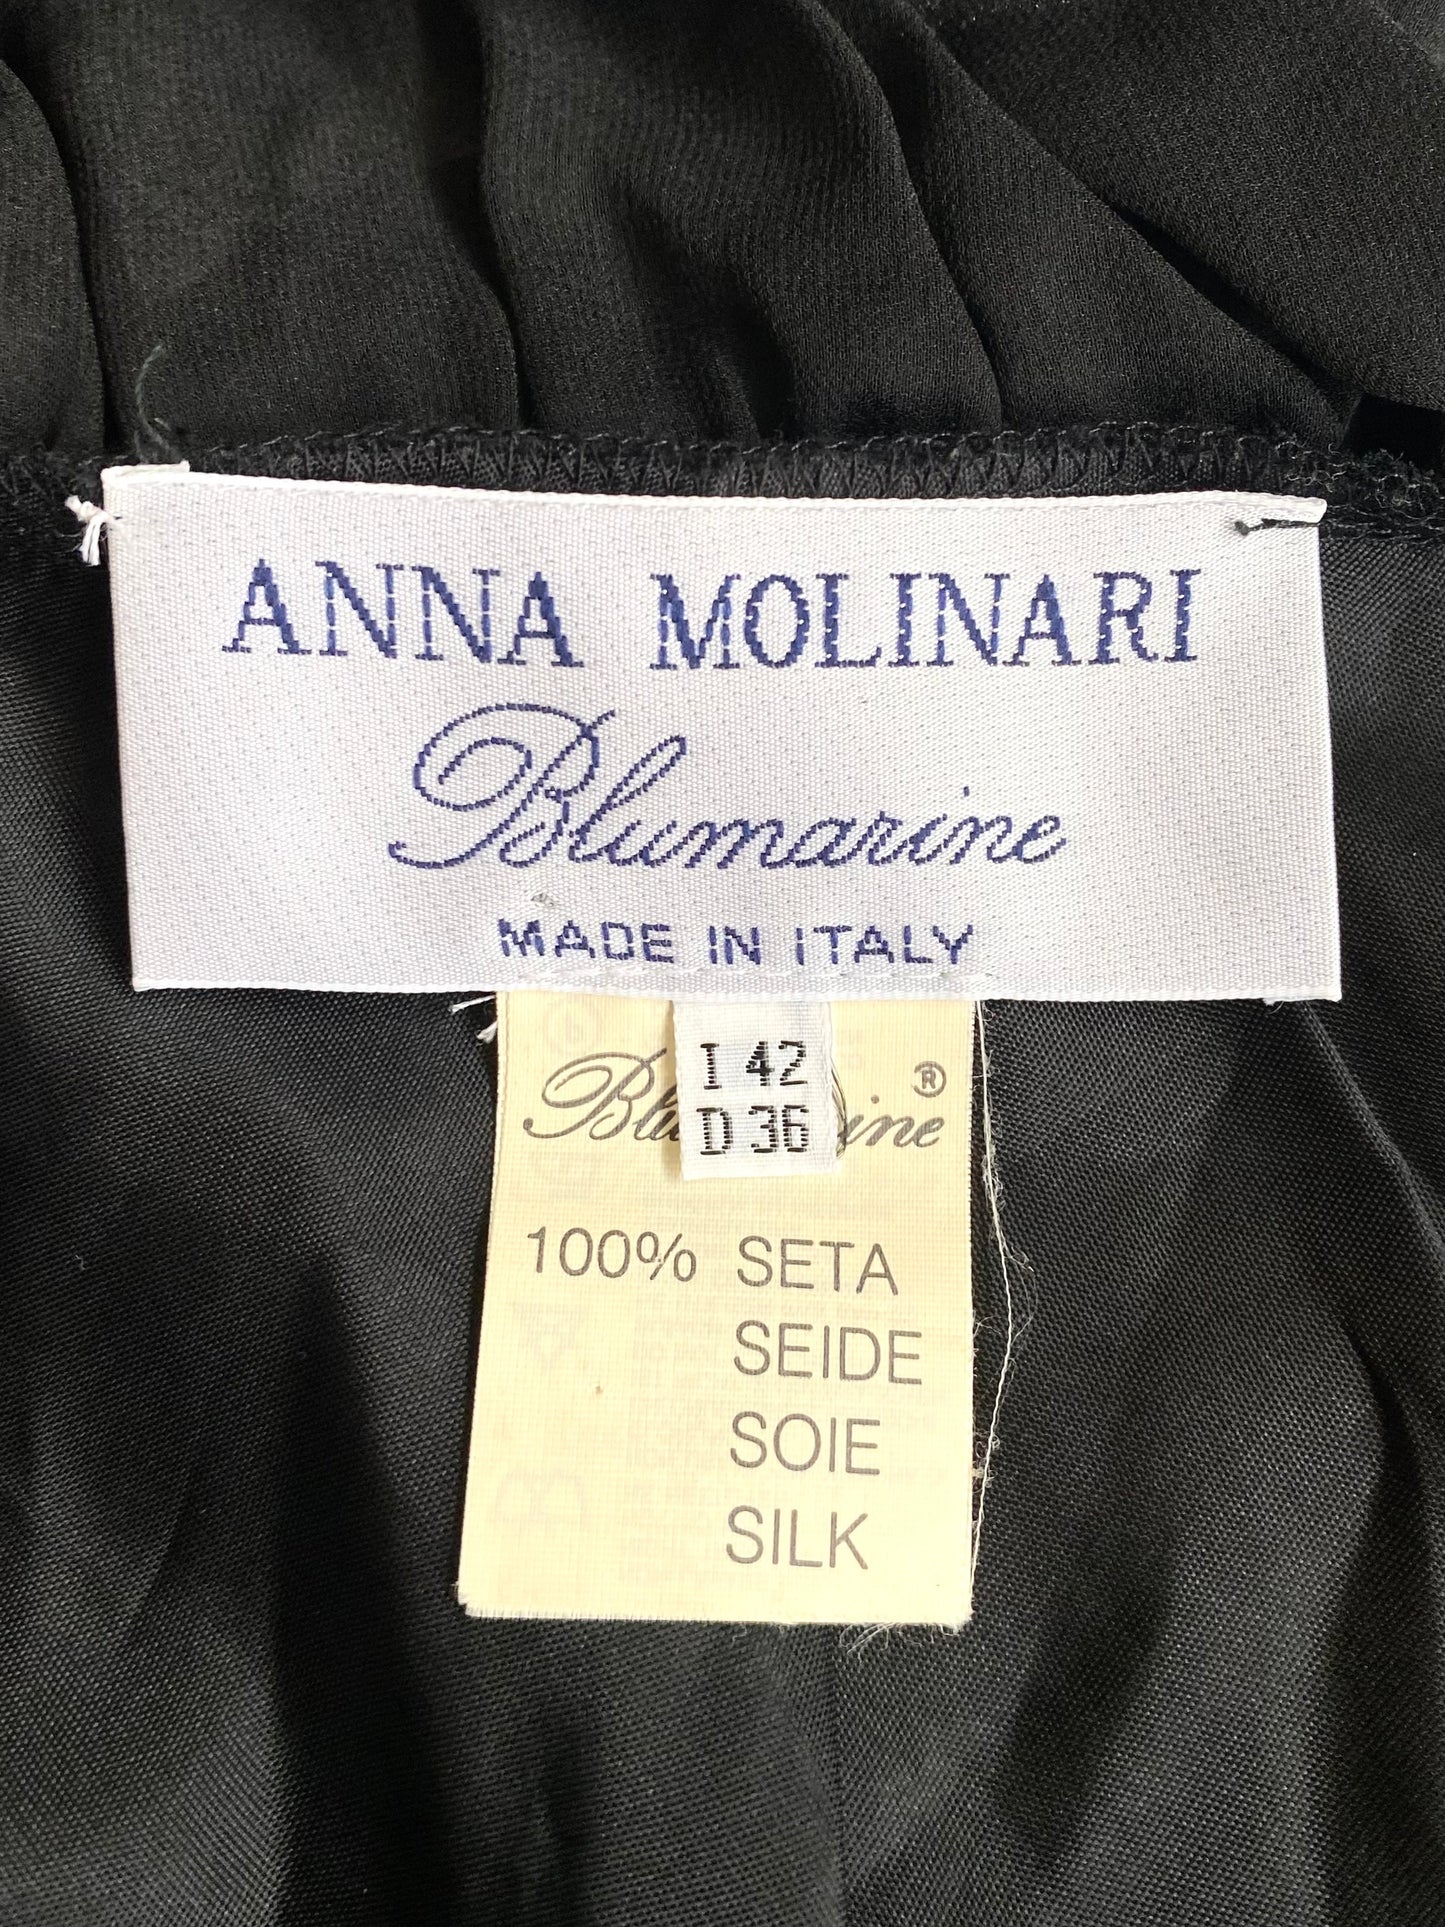 ANNA MOLINARI
Blumarine
MADE IN ITALY
I 42
D 36
®
100% SETA
SEIDE
SOIE
SILK